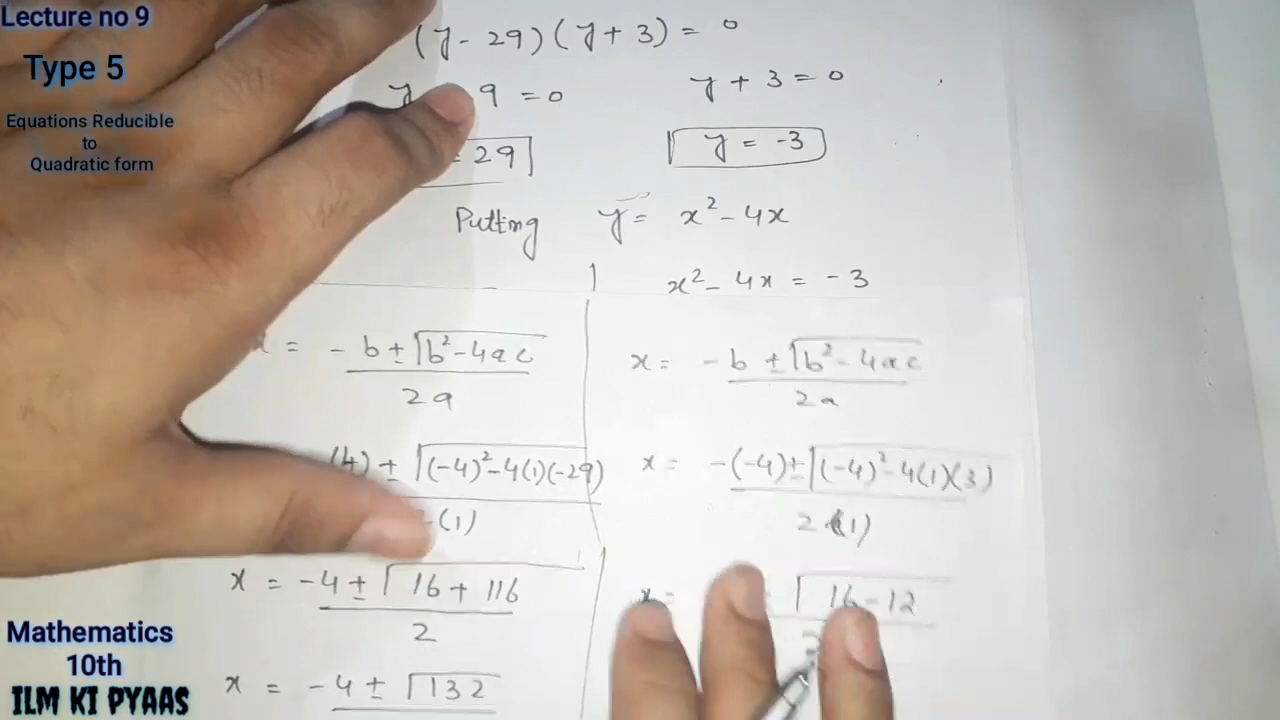 Lecture no 9
Type 5
Equations Reducible
to
Quadratic form
(y - 29) (y + 3) = 0
y 9 = 0
y + 3 = 0
= 29
y = -3
Putting y = x² - 4x
x² - 4x = -3
x = -b ± √b² - 4ac
2a
(4) ± √(-4)² - 4(1)(-29)
(1)
x = -4 ± √16 + 116
2
x = -4 ± √132
x = -b ± √b² - 4ac
2a
x = -(-4) ± √(-4)² - 4(1)(3)
2(1)
√16 - 12
Mathematics
10th
ILM KI PYAAS